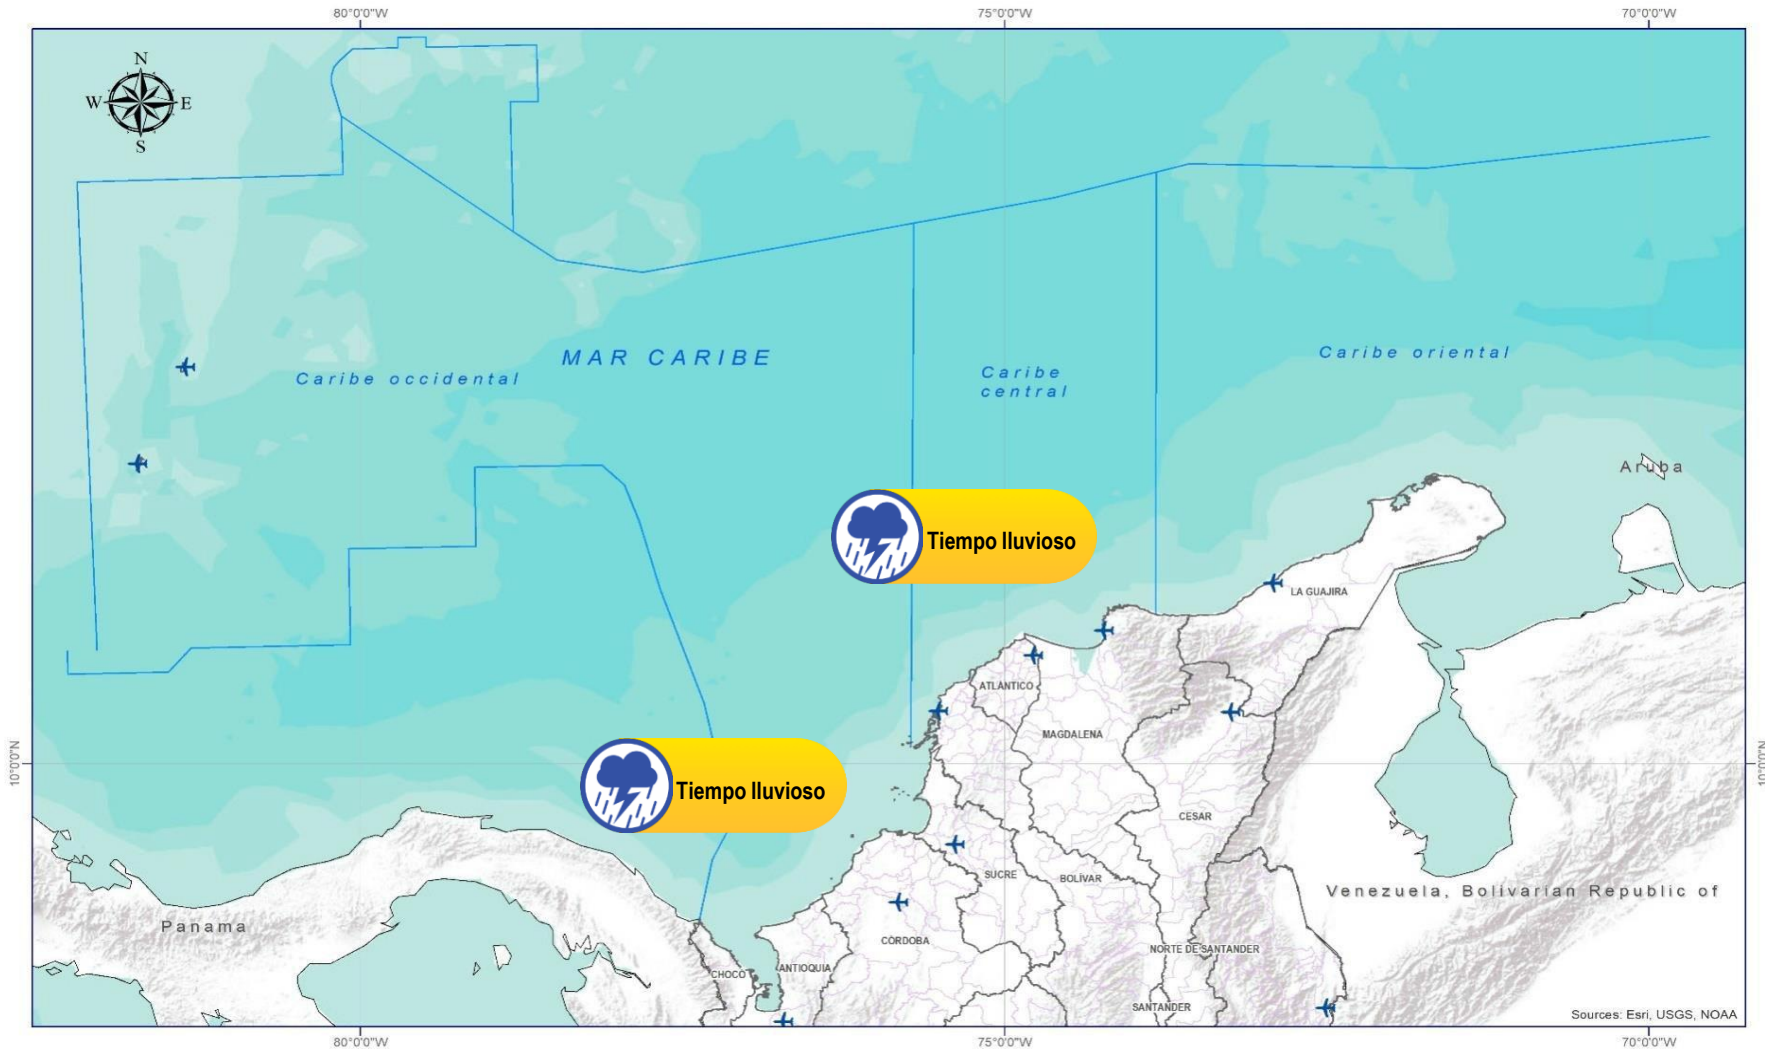 80°0'0"W 75°0'0"W 70°0'0"W
N
W E
S
MAR CARIBE
Caribe occidental
Caribe
central
Caribe oriental
Aruba
Tiempo lluvioso
LA GUAJIRA
ATLÁNTICO
MAGDALENA
10°0'0"N 10°0'0"N
Tiempo lluvioso
CESAR
SUCRE
BOLÍVAR
Venezuela, Bolivarian Republic of
Panama
CÓRDOBA
NORTE DE SANTANDER
CHOCO
ANTIOQUIA
SANTANDER
Sources: Esri, USGS, NOAA
80°0'0"W 75°0'0"W 70°0'0"W